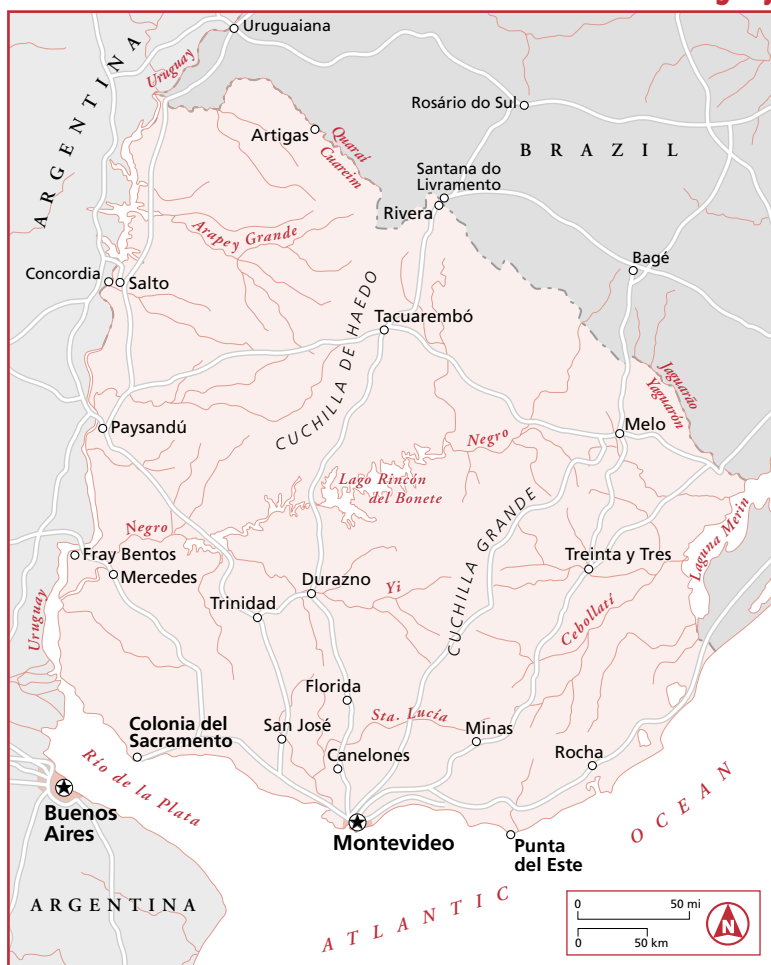 Uruguaiana
ARGENTINA
Uruguay
Rosário do Sul
Artigas
Quaraí
Cuareim
BRAZIL
Santana do
Livramento
Rivera
Arapey Grande
Bagé
Concordia
Salto
CUCHILLA DE HAEDO
Tacuarembó
Jaguarão
Yaguarón
Paysandú
Melo
Negro
Lago Rincón
del Bonete
CUCHILLA GRANDE
Laguna Merin
Negro
Fray Bentos
Mercedes
Treinta y Tres
Durazno
Yi
Trinidad
Cebollatí
Uruguay
Florida
Colonia del
Sacramento
San José
Sta. Lucía
Minas
Canelones
Rocha
Río de la Plata
Buenos
Aires
Montevideo
Punta
del Este
ATLANTIC OCEAN
ARGENTINA
0 50 mi
0 50 km
N